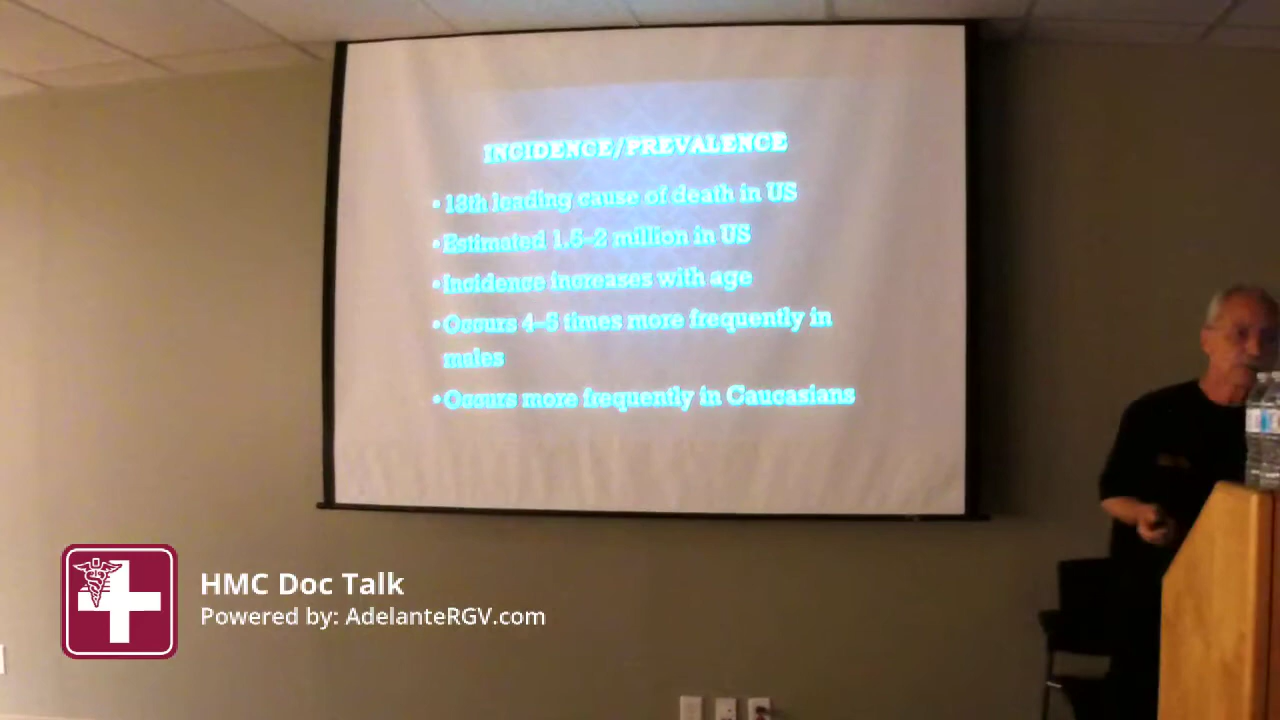 INCIDENCE/PREVALENCE
• 13th leading cause of death in US
• Estimated 1.5–2 million in US
• Incidence increases with age
• Occurs 4–5 times more frequently in
males
• Occurs more frequently in Caucasians
HMC Doc Talk
Powered by: AdelanteRGV.com